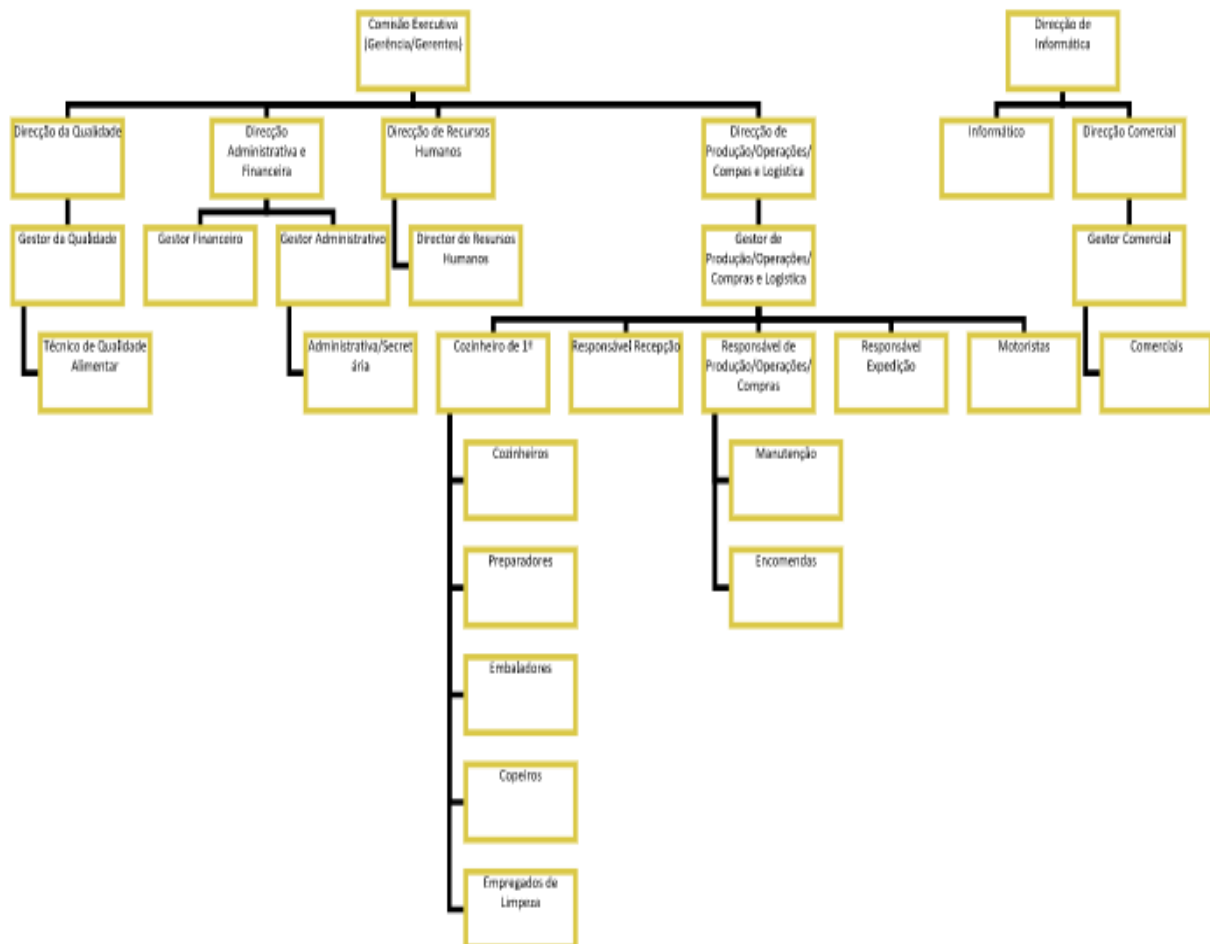 Comisão Executiva
(Gerência/Gerentes)
Direcção de
Informática
Direcção da Qualidade
Direcção
Administrativa e
Financeira
Direcção de Recursos
Humanos
Direcção de
Produção/Operações/
Compas e Logística
Informático
Direcção Comercial
Gestor da Qualidade
Gestor Financeiro
Gestor Administrativo
Director de Resursos
Humanos
Gestor de
Produção/Operações/
Compras e Logística
Gestor Comercial
Técnico de Qualidade
Alimentar
Administrativa/Secret
ária
Cozinheiro de 1ª
Responsável Recepção
Responsável de
Produção/Operações/
Compras
Responsável
Expedição
Motoristas
Comerciais
Cozinheiros
Manutenção
Preparadores
Encomendas
Embaladores
Copeiros
Empregados de
Limpeza